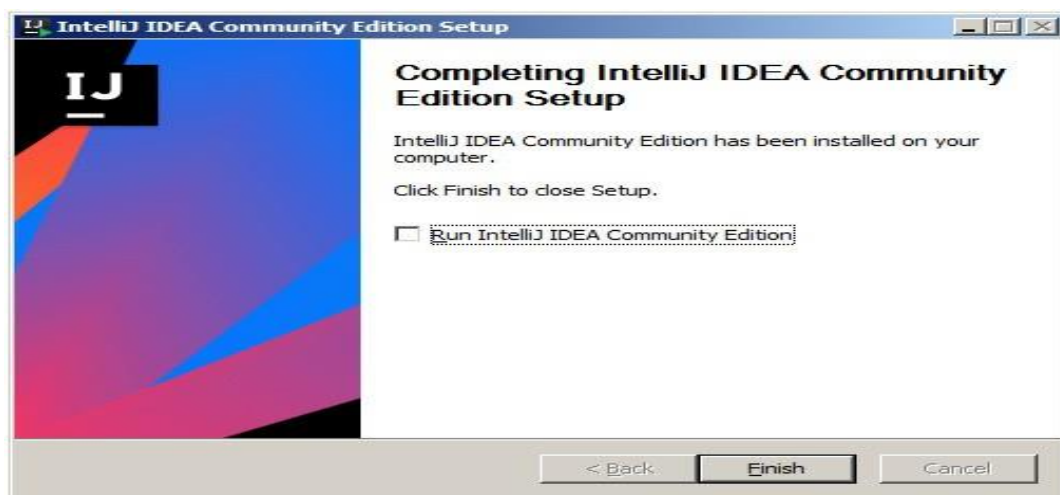 IntelliJ IDEA Community Edition Setup
IJ
Completing IntelliJ IDEA Community
Edition Setup
IntelliJ IDEA Community Edition has been installed on your
computer.
Click Finish to close Setup.
Run IntelliJ IDEA Community Edition
< Back
Finish
Cancel